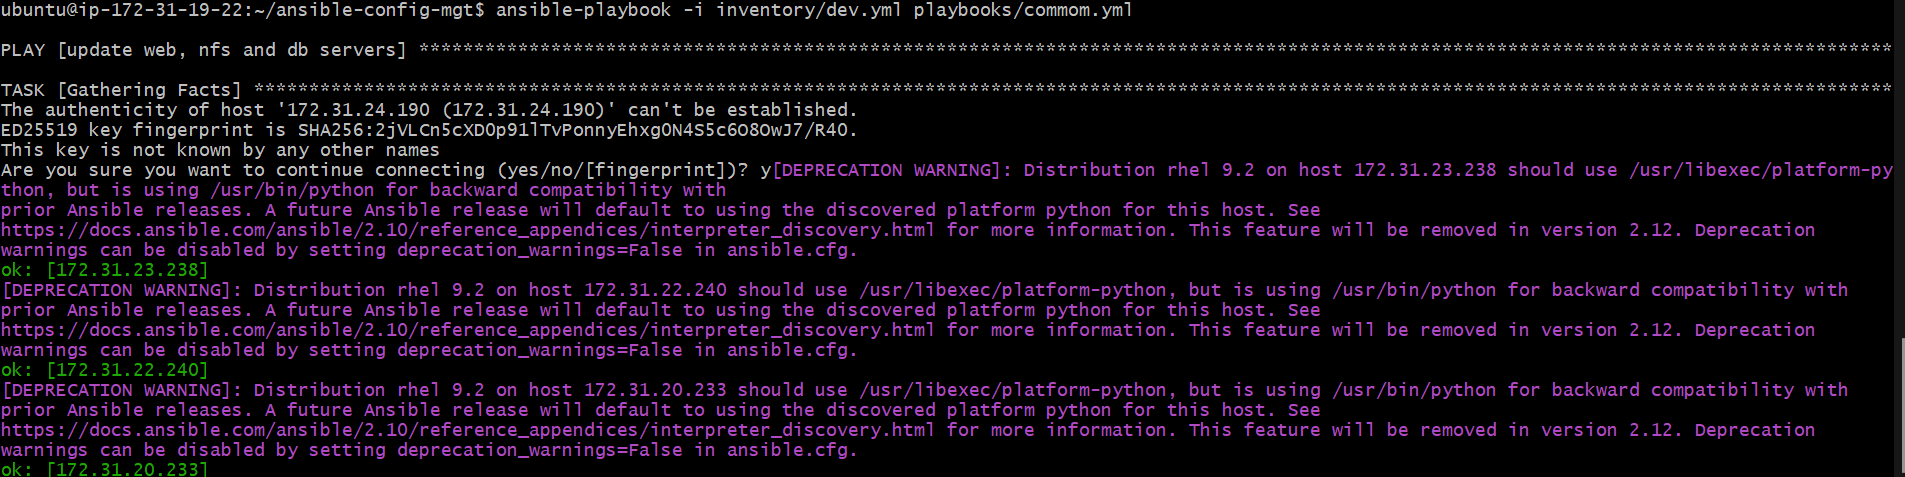 ubuntu@ip-172-31-19-22:~/ansible-config-mgt$ ansible-playbook -i inventory/dev.yml playbooks/commom.yml
PLAY [update web, nfs and db servers] **************************************************************************************************************************************
TASK [Gathering Facts] *****************************************************************************************************************************************************
The authenticity of host '172.31.24.190 (172.31.24.190)' can't be established.
ED25519 key fingerprint is SHA256:2jVLCn5cXDOp91lTvPonnyEhxg0N4S5c6O8OwJ7/R40.
This key is not known by any other names
Are you sure you want to continue connecting (yes/no/[fingerprint])? y[DEPRECATION WARNING]: Distribution rhel 9.2 on host 172.31.23.238 should use /usr/libexec/platform-py
thon, but is using /usr/bin/python for backward compatibility with
prior Ansible releases. A future Ansible release will default to using the discovered platform python for this host. See
https://docs.ansible.com/ansible/2.10/reference_appendices/interpreter_discovery.html for more information. This feature will be removed in version 2.12. Deprecation
warnings can be disabled by setting deprecation_warnings=False in ansible.cfg.
ok: [172.31.23.238]
[DEPRECATION WARNING]: Distribution rhel 9.2 on host 172.31.22.240 should use /usr/libexec/platform-python, but is using /usr/bin/python for backward compatibility with
prior Ansible releases. A future Ansible release will default to using the discovered platform python for this host. See
https://docs.ansible.com/ansible/2.10/reference_appendices/interpreter_discovery.html for more information. This feature will be removed in version 2.12. Deprecation
warnings can be disabled by setting deprecation_warnings=False in ansible.cfg.
ok: [172.31.22.240]
[DEPRECATION WARNING]: Distribution rhel 9.2 on host 172.31.20.233 should use /usr/libexec/platform-python, but is using /usr/bin/python for backward compatibility with
prior Ansible releases. A future Ansible release will default to using the discovered platform python for this host. See
https://docs.ansible.com/ansible/2.10/reference_appendices/interpreter_discovery.html for more information. This feature will be removed in version 2.12. Deprecation
warnings can be disabled by setting deprecation_warnings=False in ansible.cfg.
ok: [172.31.20.233]